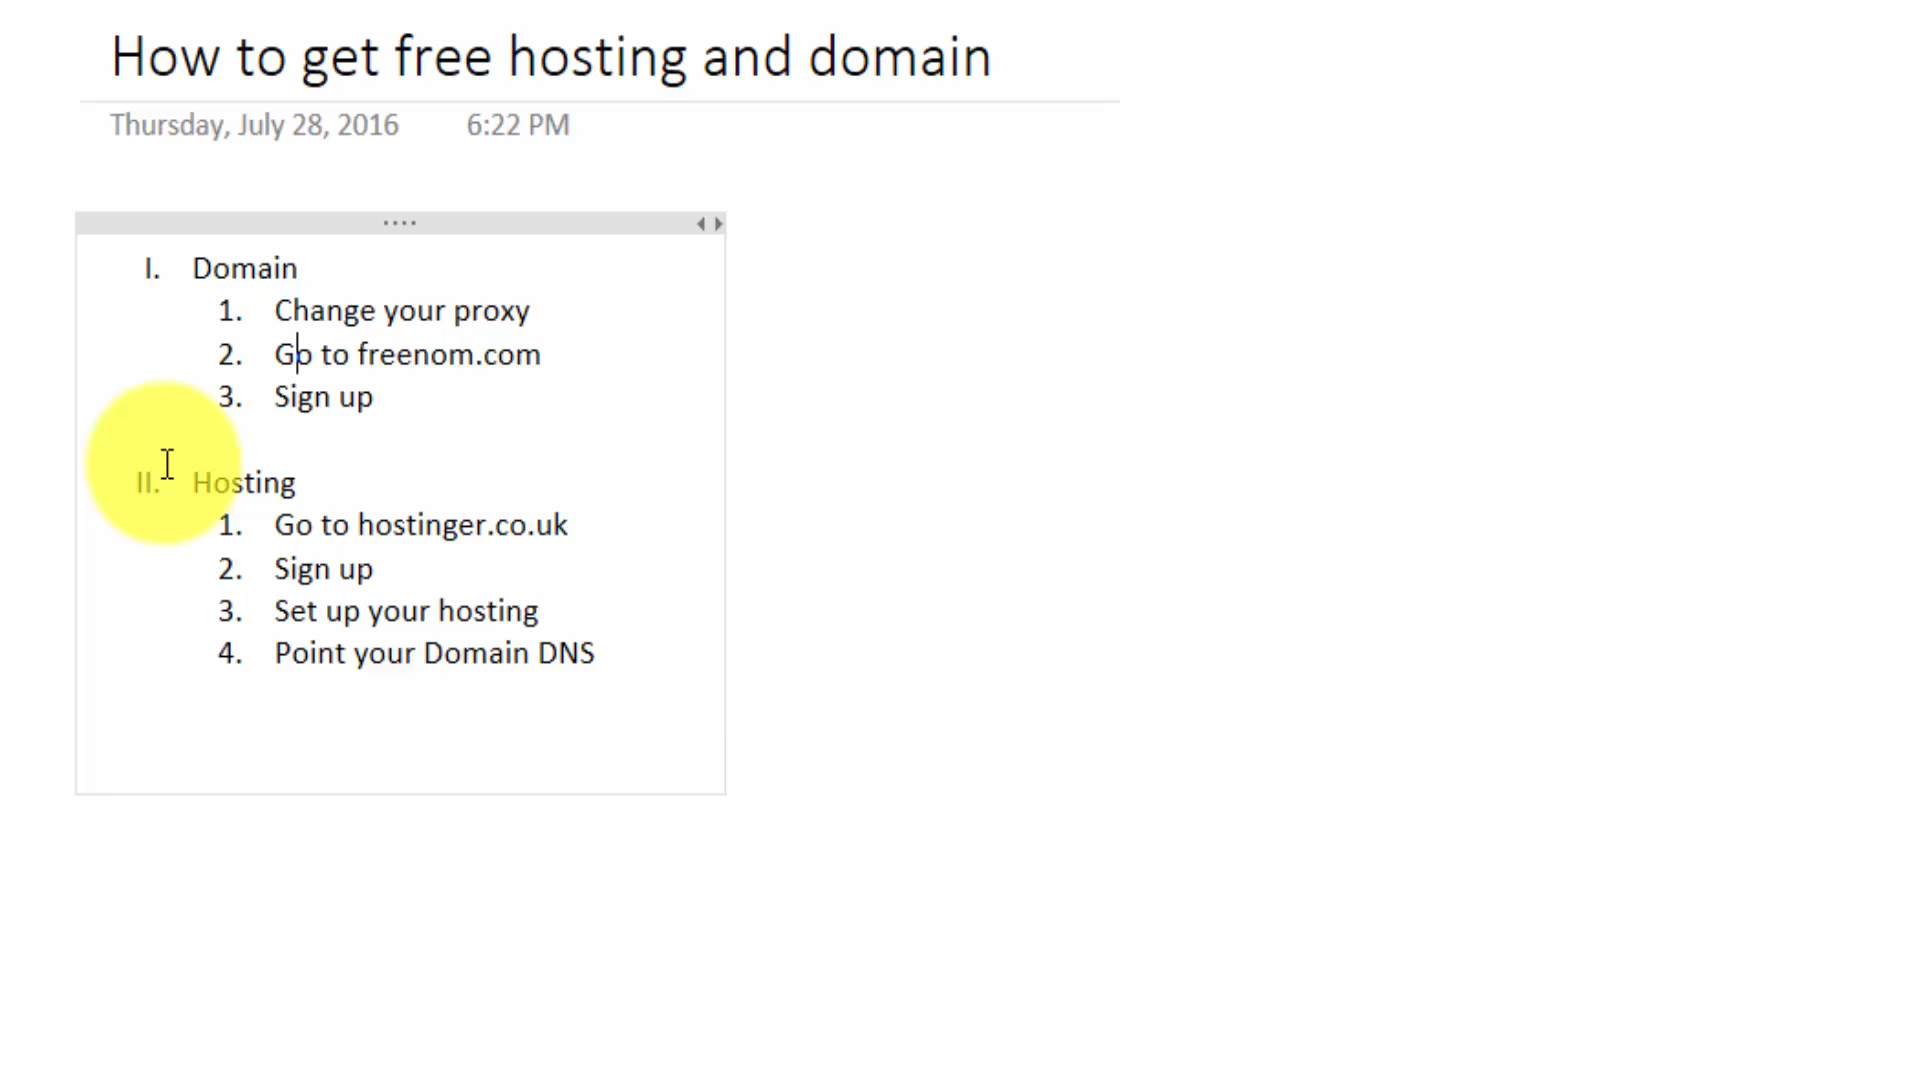 How to get free hosting and domain
Thursday, July 28, 2016 6:22 PM
I. Domain
1. Change your proxy
2. Go to freenom.com
3. Sign up
II. Hosting
1. Go to hostinger.co.uk
2. Sign up
3. Set up your hosting
4. Point your Domain DNS